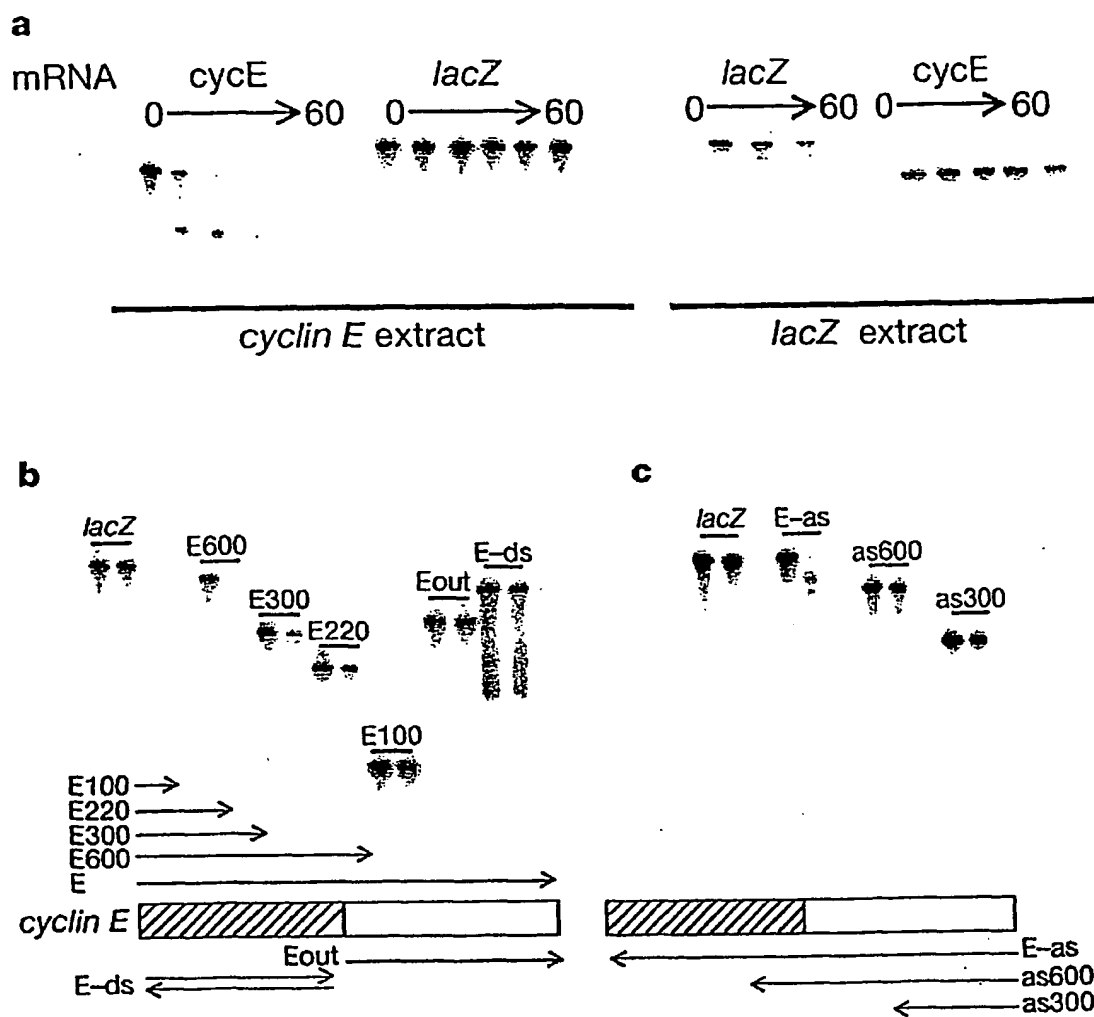 a
mRNA cycE lacZ lacZ cycE
0 60 0 60 0 60 0 60
cyclin E extract lacZ extract
b c
lacZ E600 E300 E220 Eout E-ds
E100
lacZ E-as as600 as300
E100
E220
E300
E600
E
cyclin E
Eout
E-ds
E-as
as600
as300